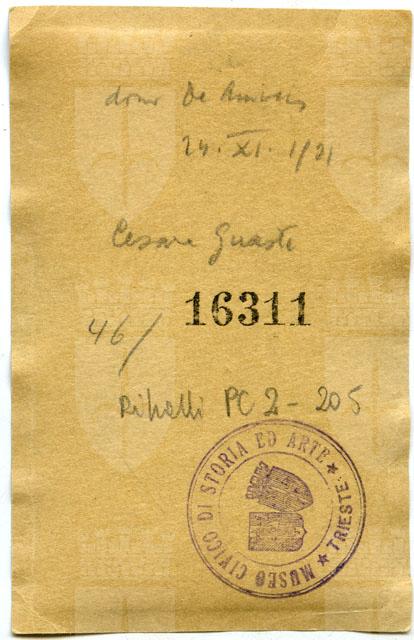 dono De Amicis
24. XI. 1921
Cesare Guasti
16311
46/
Rihalli PC 2 - 205
MUSEO CIVICO DI STORIA ED ARTE ★ TRIESTE ★